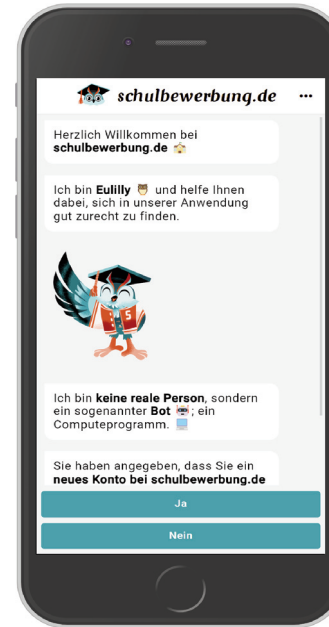 schulbewerbung.de
Herzlich Willkommen bei
schulbewerbung.de
Ich bin Eulilly und helfe Ihnen
dabei, sich in unserer Anwendung
gut zurecht zu finden.
Ich bin keine reale Person, sondern
ein sogenannter Bot ; ein
Computeprogramm.
Sie haben angegeben, dass Sie ein
neues Konto bei schulbewerbung.de
Ja
Nein